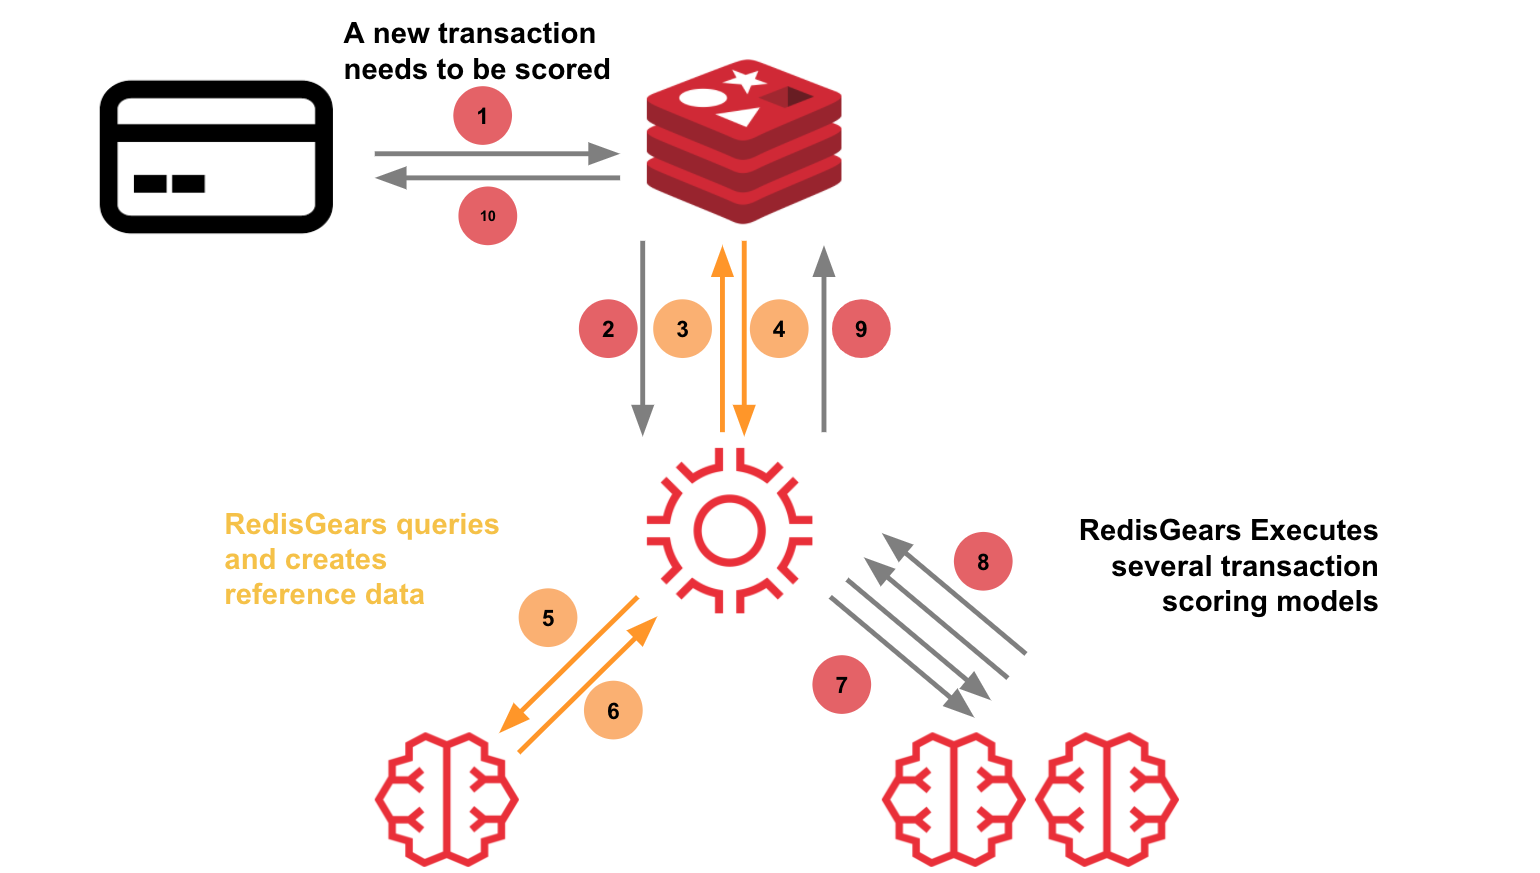 A new transaction
needs to be scored
1
10
2
3
4
9
RedisGears queries
and creates
reference data
5
6
RedisGears Executes
several transaction
scoring models
8
7